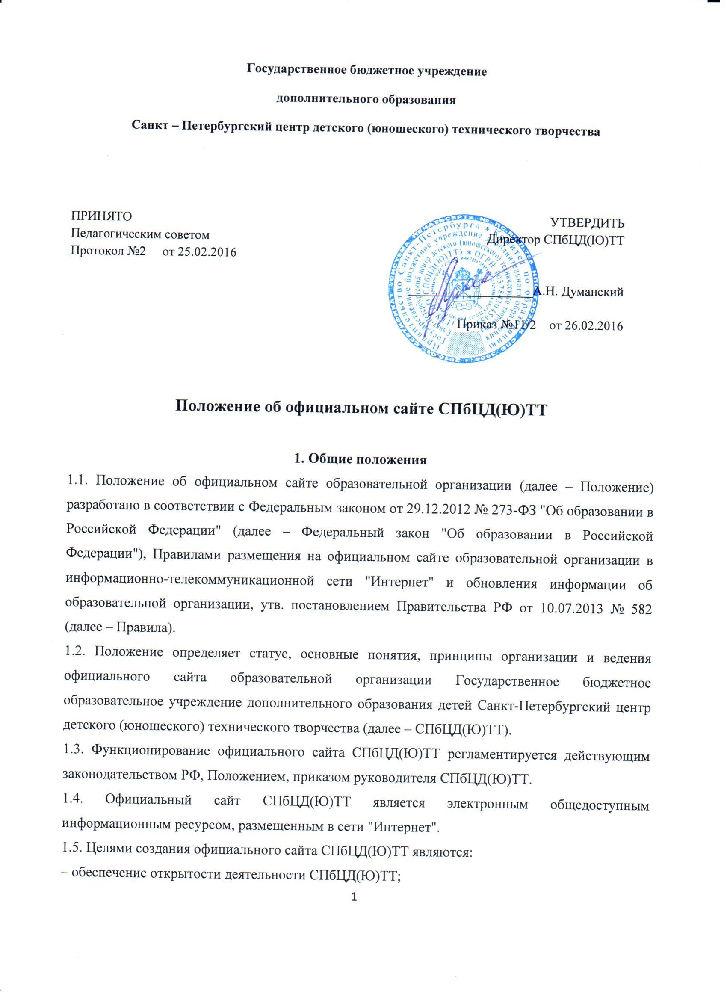 Государственное бюджетное учреждение
дополнительного образования
Санкт – Петербургский центр детского (юношеского) технического творчества
ПРИНЯТО
Педагогическим советом
Протокол №2 от 25.02.2016
УТВЕРДИТЬ
Директор СПбЦД(Ю)ТТ
А.Н. Думанский
Приказ №11/2 от 26.02.2016
Положение об официальном сайте СПбЦД(Ю)ТТ
1. Общие положения
1.1. Положение об официальном сайте образовательной организации (далее – Положение)
разработано в соответствии с Федеральным законом от 29.12.2012 № 273-ФЗ "Об образовании в
Российской Федерации" (далее – Федеральный закон "Об образовании в Российской
Федерации"), Правилами размещения на официальном сайте образовательной организации в
информационно-телекоммуникационной сети "Интернет" и обновления информации об
образовательной организации, утв. постановлением Правительства РФ от 10.07.2013 № 582
(далее – Правила).
1.2. Положение определяет статус, основные понятия, принципы организации и ведения
официального сайта образовательной организации Государственное бюджетное
образовательное учреждение дополнительного образования детей Санкт-Петербургский центр
детского (юношеского) технического творчества (далее – СПбЦД(Ю)ТТ).
1.3. Функционирование официального сайта СПбЦД(Ю)ТТ регламентируется действующим
законодательством РФ, Положением, приказом руководителя СПбЦД(Ю)ТТ.
1.4. Официальный сайт СПбЦД(Ю)ТТ является электронным общедоступным
информационным ресурсом, размещенным в сети "Интернет".
1.5. Целями создания официального сайта СПбЦД(Ю)ТТ являются:
– обеспечение открытости деятельности СПбЦД(Ю)ТТ;
1
Правительство Санкт-Петербурга * Комитет по образованию
Государственное бюджетное учреждение дополнительного образования
Санкт-Петербургский центр детского (юношеского) технического творчества